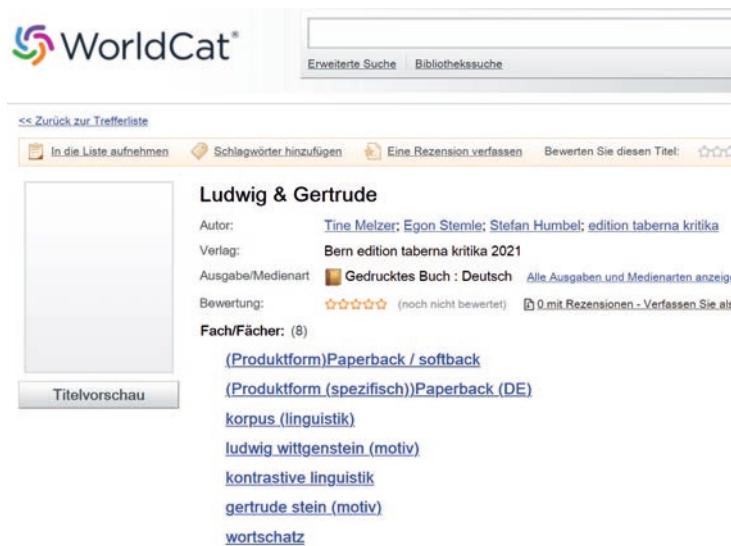 WorldCat®
Erweiterte Suche Bibliothekssuche
<< Zurück zur Trefferliste
In die Liste aufnehmen Schlagwörter hinzufügen Eine Rezension verfassen Bewerten Sie diesen Titel:
Ludwig & Gertrude
Autor: Tine Melzer; Egon Stemle; Stefan Humbel; edition taberna kritika
Verlag: Bern edition taberna kritika 2021
Ausgabe/Medienart Gedrucktes Buch : Deutsch Alle Ausgaben und Medienarten anzeig
Bewertung: (noch nicht bewertet) 0 mit Rezensionen - Verfassen Sie als
Fach/Fächer: (8)
(Produktform)Paperback / softback
(Produktform (spezifisch))Paperback (DE)
Titelvorschau
korpus (linguistik)
ludwig wittgenstein (motiv)
kontrastive linguistik
gertrude stein (motiv)
wortschatz